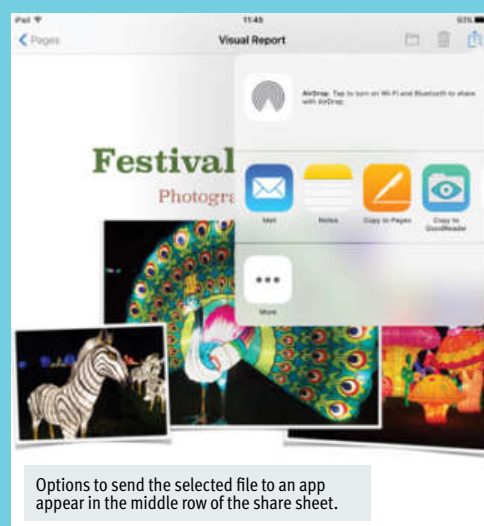 iPad 11:45 93%
Pages Visual Report
AirDrop. Tap to turn on Wi-Fi and Bluetooth to share
with AirDrop.
Festival
Photogra
Mail Notes Copy to Pages Copy to
GoodReader
More
Options to send the selected file to an app
appear in the middle row of the share sheet.